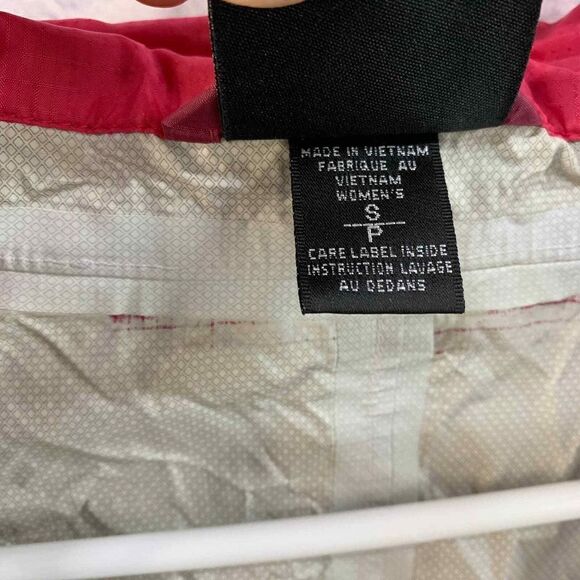 MADE IN VIETNAM
FABRIQUE AU
VIETNAM
WOMEN'S
S
P
CARE LABEL INSIDE
INSTRUCTION LAVAGE
AU DEDANS